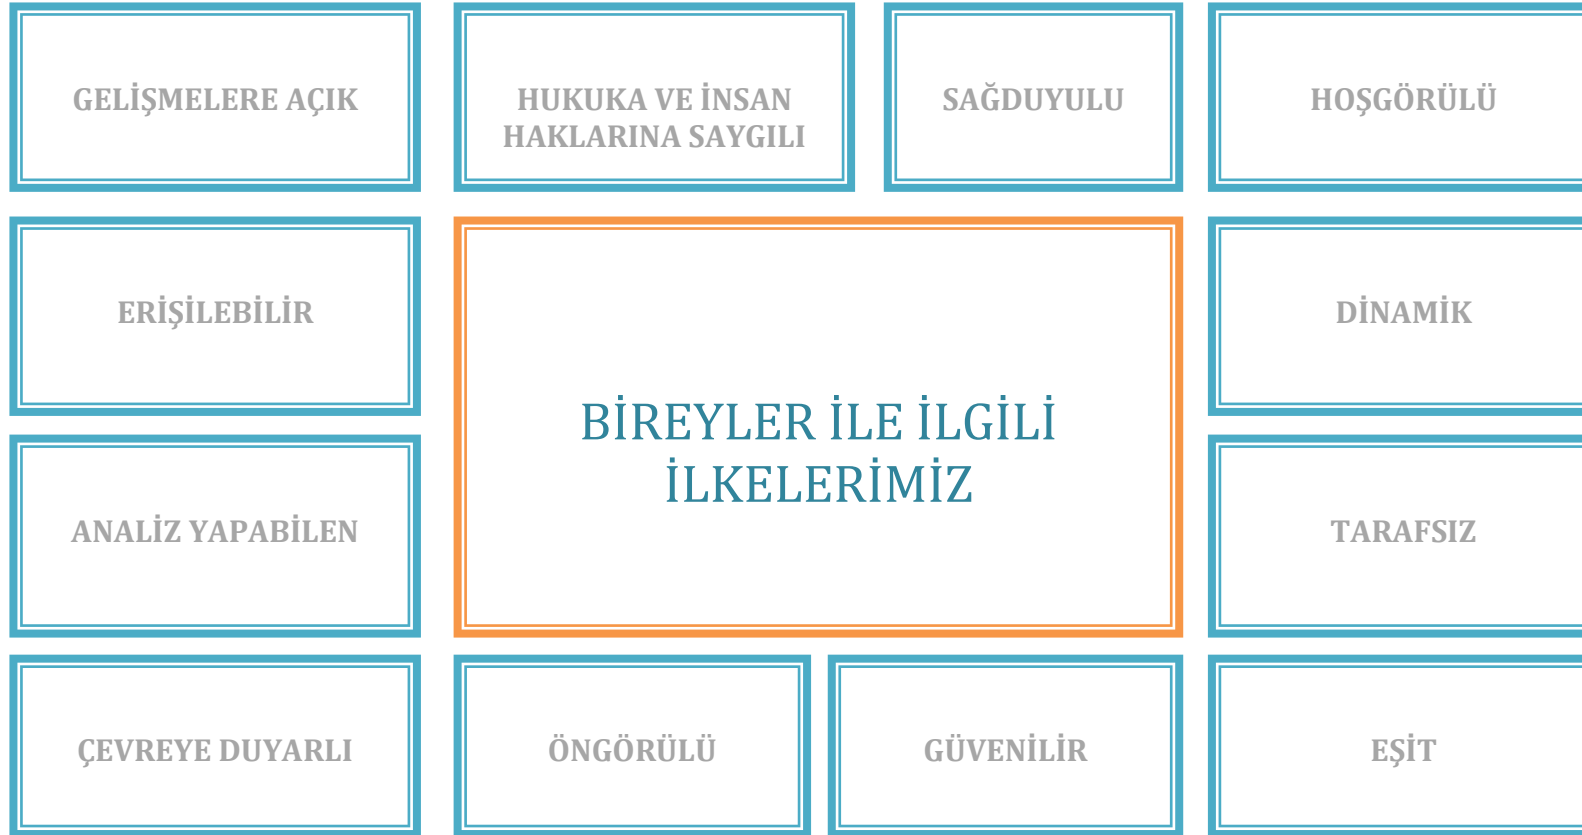 GELİŞMELERE AÇIK
HUKUKA VE İNSAN
HAKLARINA SAYGILI
SAĞDUYULU
HOŞGÖRÜLÜ
ERİŞİLEBİLİR
BİREYLER İLE İLGİLİ
İLKELERİMİZ
DİNAMİK
ANALİZ YAPABİLEN
TARAFSIZ
ÇEVREYE DUYARLI
ÖNGÖRÜLÜ
GÜVENİLİR
EŞİT